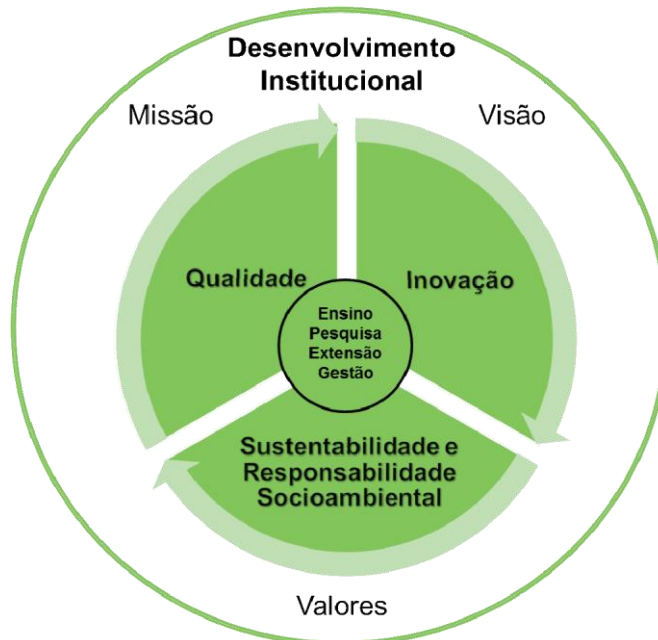 Desenvolvimento
Institucional
Missão
Visão
Qualidade
Inovação
Ensino
Pesquisa
Extensão
Gestão
Sustentabilidade e
Responsabilidade
Socioambiental
Valores